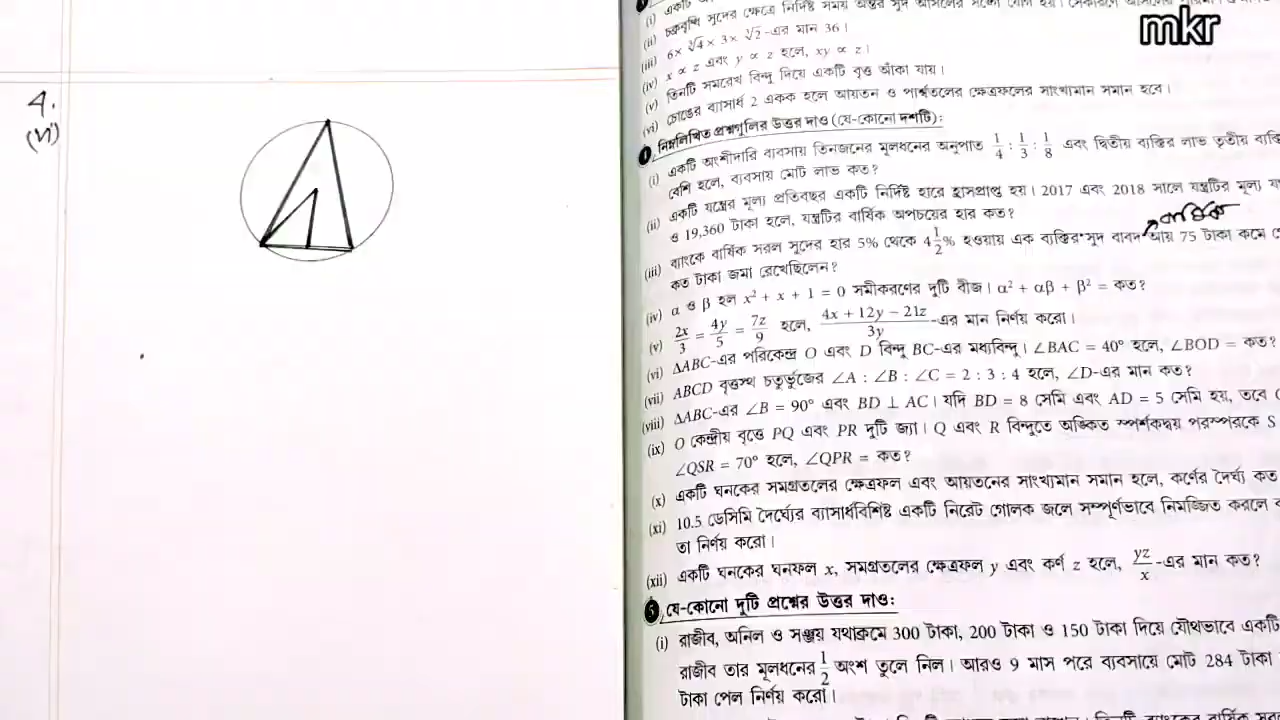 mkr
4.
(vi)
(i) একটি
(ii) চক্রবৃদ্ধি সুদের ক্ষেত্রে নির্দিষ্ট সময় অন্তর সুদ আসলের সঙ্গে যোগ হয়।
(iii) 6× ∛4 × 3× ∛2-এর মান 36।
(iv) x ∝ z এবং y ∝ z হলে, xy ∝ z।
(v) তিনটি সমরেখ বিন্দু দিয়ে একটি বৃত্ত আঁকা যায়।
(vi) চোঙের ব্যাসার্ধ 2 একক হলে আয়তন ও পার্শ্বতলের ক্ষেত্রফলের সাংখ্যমান সমান হবে।
4. নিম্নলিখিত প্রশ্নগুলির উত্তর দাও (যে-কোনো দশটি):
(i) একটি অংশীদারি ব্যবসায় তিনজনের মূলধনের অনুপাত 1/4 : 1/3 : 1/8 এবং দ্বিতীয় ব্যক্তির লাভ তৃতীয় ব্যক্তি
বেশি হলে, ব্যবসায় মোট লাভ কত?
(ii) একটি যন্ত্রের মূল্য প্রতিবছর একটি নির্দিষ্ট হারে হ্রাসপ্রাপ্ত হয়। 2017 এবং 2018 সালে যন্ত্রটির মূল্য য
ও 19,360 টাকা হলে, যন্ত্রটির বার্ষিক অপচয়ের হার কত?
বার্ষিক
(iii) ব্যাংকে বার্ষিক সরল সুদের হার 5% থেকে 4 1/2% হওয়ায় এক ব্যক্তির সুদ বাবদ আয় 75 টাকা কমে
কত টাকা জমা রেখেছিলেন?
(iv) α ও β হল x² + x + 1 = 0 সমীকরণের দুটি বীজ। α² + αβ + β² = কত?
(v) 2x/3 = 4y/5 = 7z/9 হলে, (4x + 12y − 21z)/3y-এর মান নির্ণয় করো।
(vi) ΔABC-এর পরিকেন্দ্র O এবং D বিন্দু BC-এর মধ্যবিন্দু। ∠BAC = 40° হলে, ∠BOD = কত?
(vii) ABCD বৃত্তস্থ চতুর্ভুজের ∠A : ∠B : ∠C = 2 : 3 : 4 হলে, ∠D-এর মান কত?
(viii) ΔABC-এর ∠B = 90° এবং BD ⊥ AC। যদি BD = 8 সেমি এবং AD = 5 সেমি হয়, তবে
(ix) O কেন্দ্রীয় বৃত্তে PQ এবং PR দুটি জ্যা। Q এবং R বিন্দুতে অঙ্কিত স্পর্শকদ্বয় পরস্পরকে S
∠QSR = 70° হলে, ∠QPR = কত?
(x) একটি ঘনকের সমগ্রতলের ক্ষেত্রফল এবং আয়তনের সাংখ্যমান সমান হলে, কর্ণের দৈর্ঘ্য কত
(xi) 10.5 ডেসিমি দৈর্ঘ্যের ব্যাসার্ধবিশিষ্ট একটি নিরেট গোলক জলে সম্পূর্ণভাবে নিমজ্জিত করলে
তা নির্ণয় করো।
(xii) একটি ঘনকের ঘনফল x, সমগ্রতলের ক্ষেত্রফল y এবং কর্ণ z হলে, yz/x-এর মান কত?
5. যে-কোনো দুটি প্রশ্নের উত্তর দাও:
(i) রাজীব, অনিল ও সঞ্জয় যথাক্রমে 300 টাকা, 200 টাকা ও 150 টাকা দিয়ে যৌথভাবে একটি
রাজীব তার মূলধনের 1/2 অংশ তুলে নিল। আরও 9 মাস পরে ব্যবসায়ে মোট 284 টাকা
টাকা পেল নির্ণয় করো।